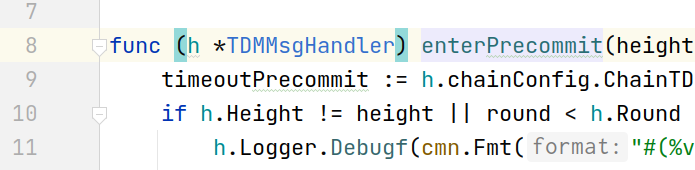 7
8 func (h *TDMMsgHandler) enterPrecommit(height
9 timeoutPrecommit := h.chainConfig.ChainTD
10 if h.Height != height || round < h.Round
11 h.Logger.Debugf(cmn.Fmt( format: "#(%v